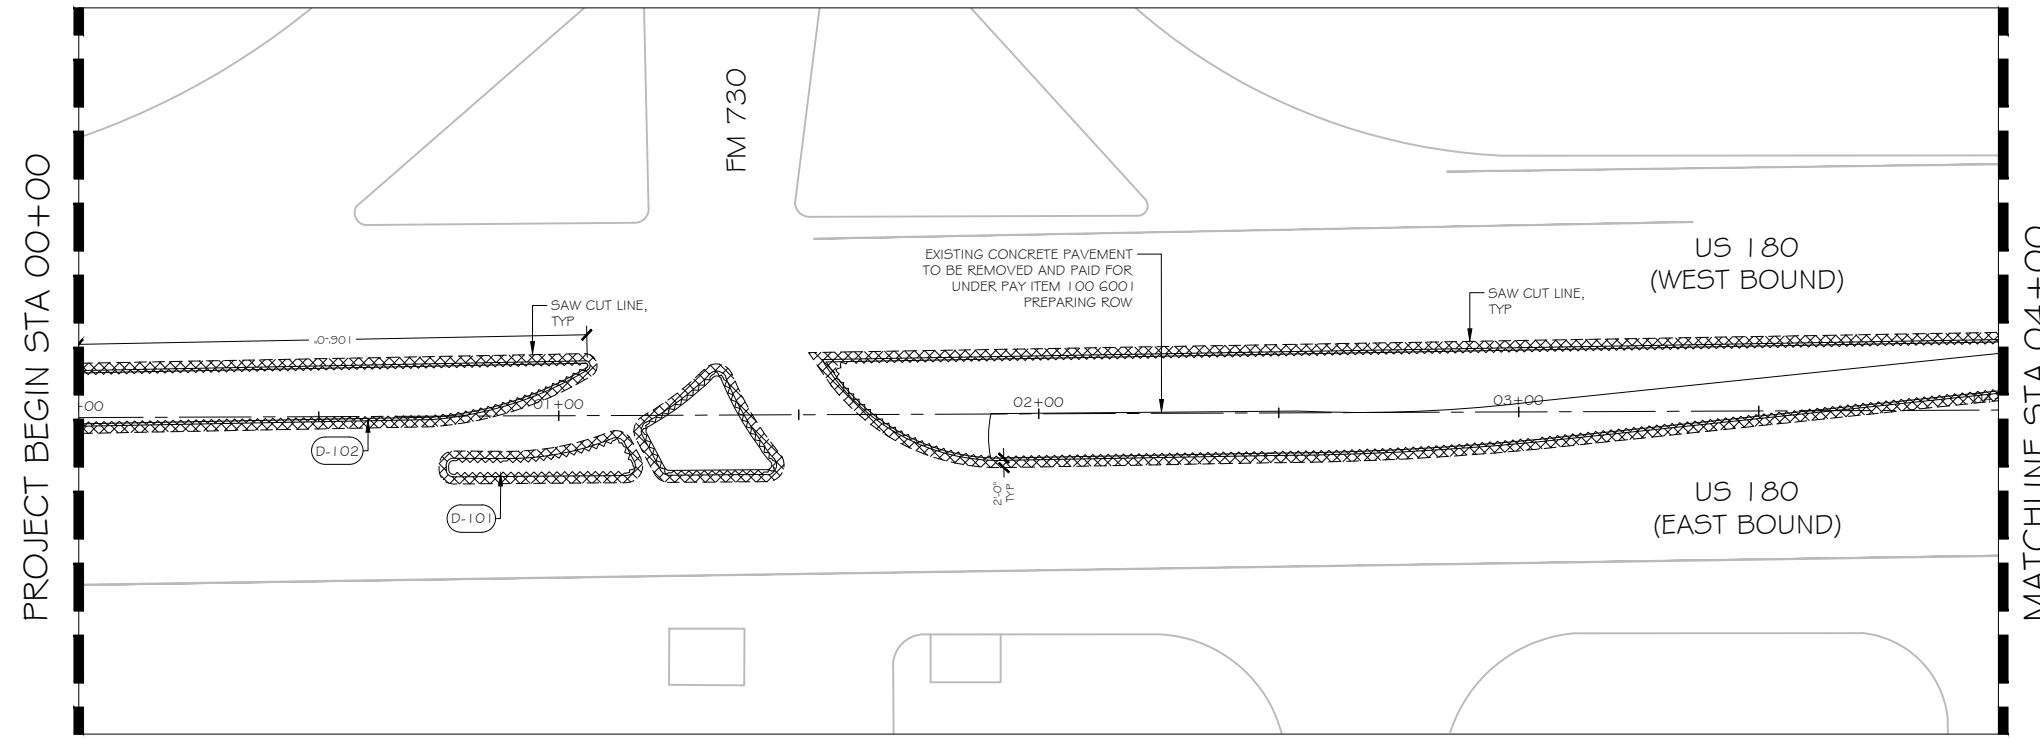 PROJECT BEGIN STA 00+00
FM 730
EXISTING CONCRETE PAVEMENT
TO BE REMOVED AND PAID FOR
UNDER PAY ITEM 100 6001
PREPARING ROW
US 180
(WEST BOUND)
SAW CUT LINE,
TYP
SAW CUT LINE,
TYP
106'-0"
+00
01+00
02+00
03+00
D-102
D-101
2'-0"
TYP
US 180
(EAST BOUND)
MATCHLINE STA 04+00